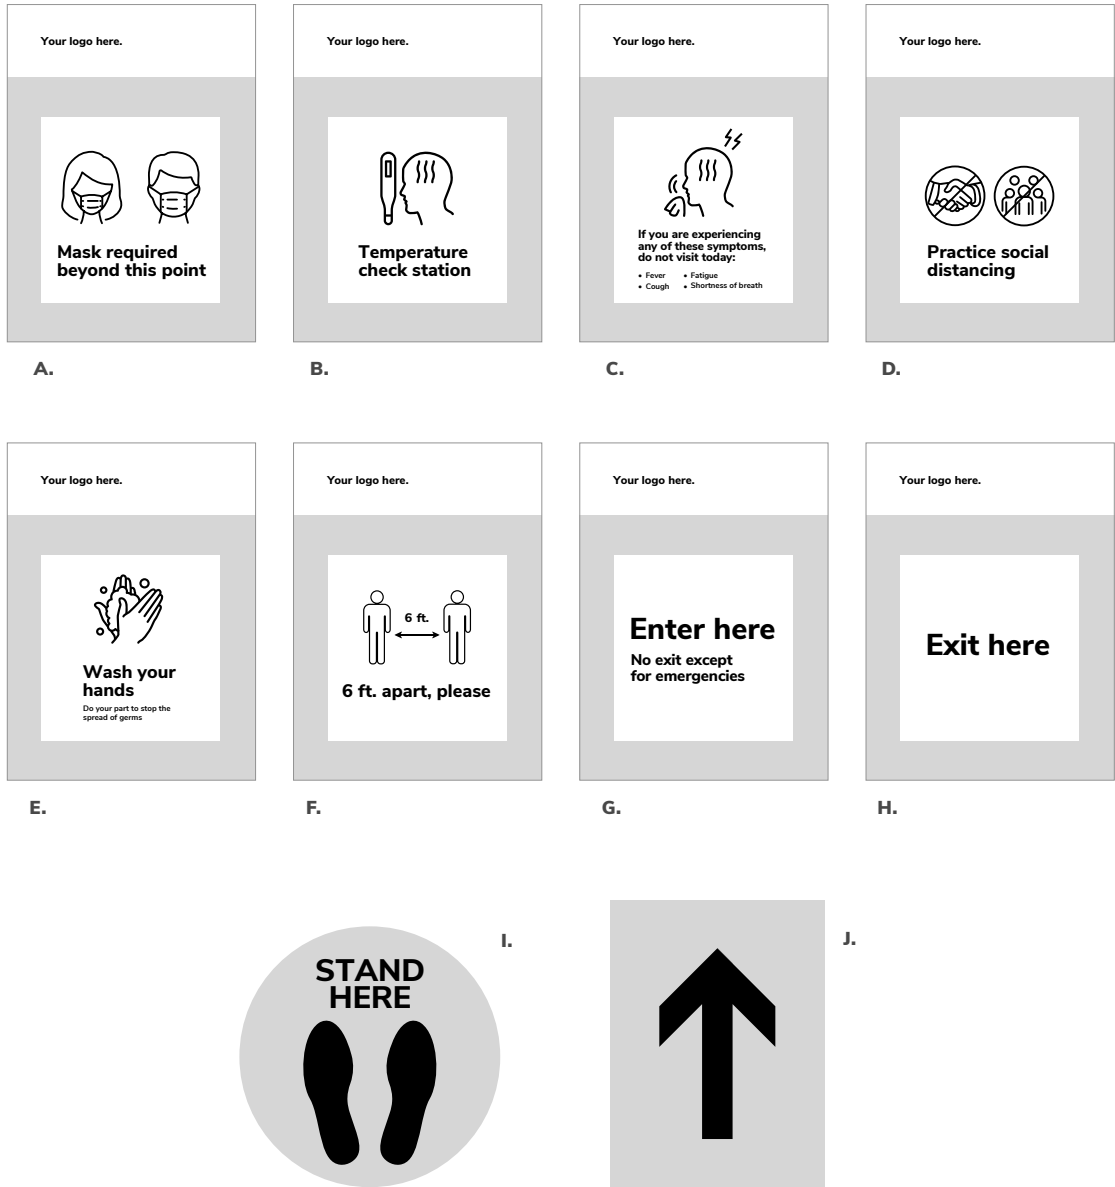 Your logo here.
Your logo here.
Your logo here.
Your logo here.
Mask required
beyond this point
Temperature
check station
If you are experiencing
any of these symptoms,
do not visit today:
• Fever
• Fatigue
• Cough
• Shortness of breath
Practice social
distancing
A.
B.
C.
D.
Your logo here.
Your logo here.
Your logo here.
Your logo here.
Wash your
hands
Do your part to stop the
spread of germs
6 ft.
6 ft. apart, please
Enter here
No exit except
for emergencies
Exit here
E.
F.
G.
H.
STAND
HERE
I.
J.